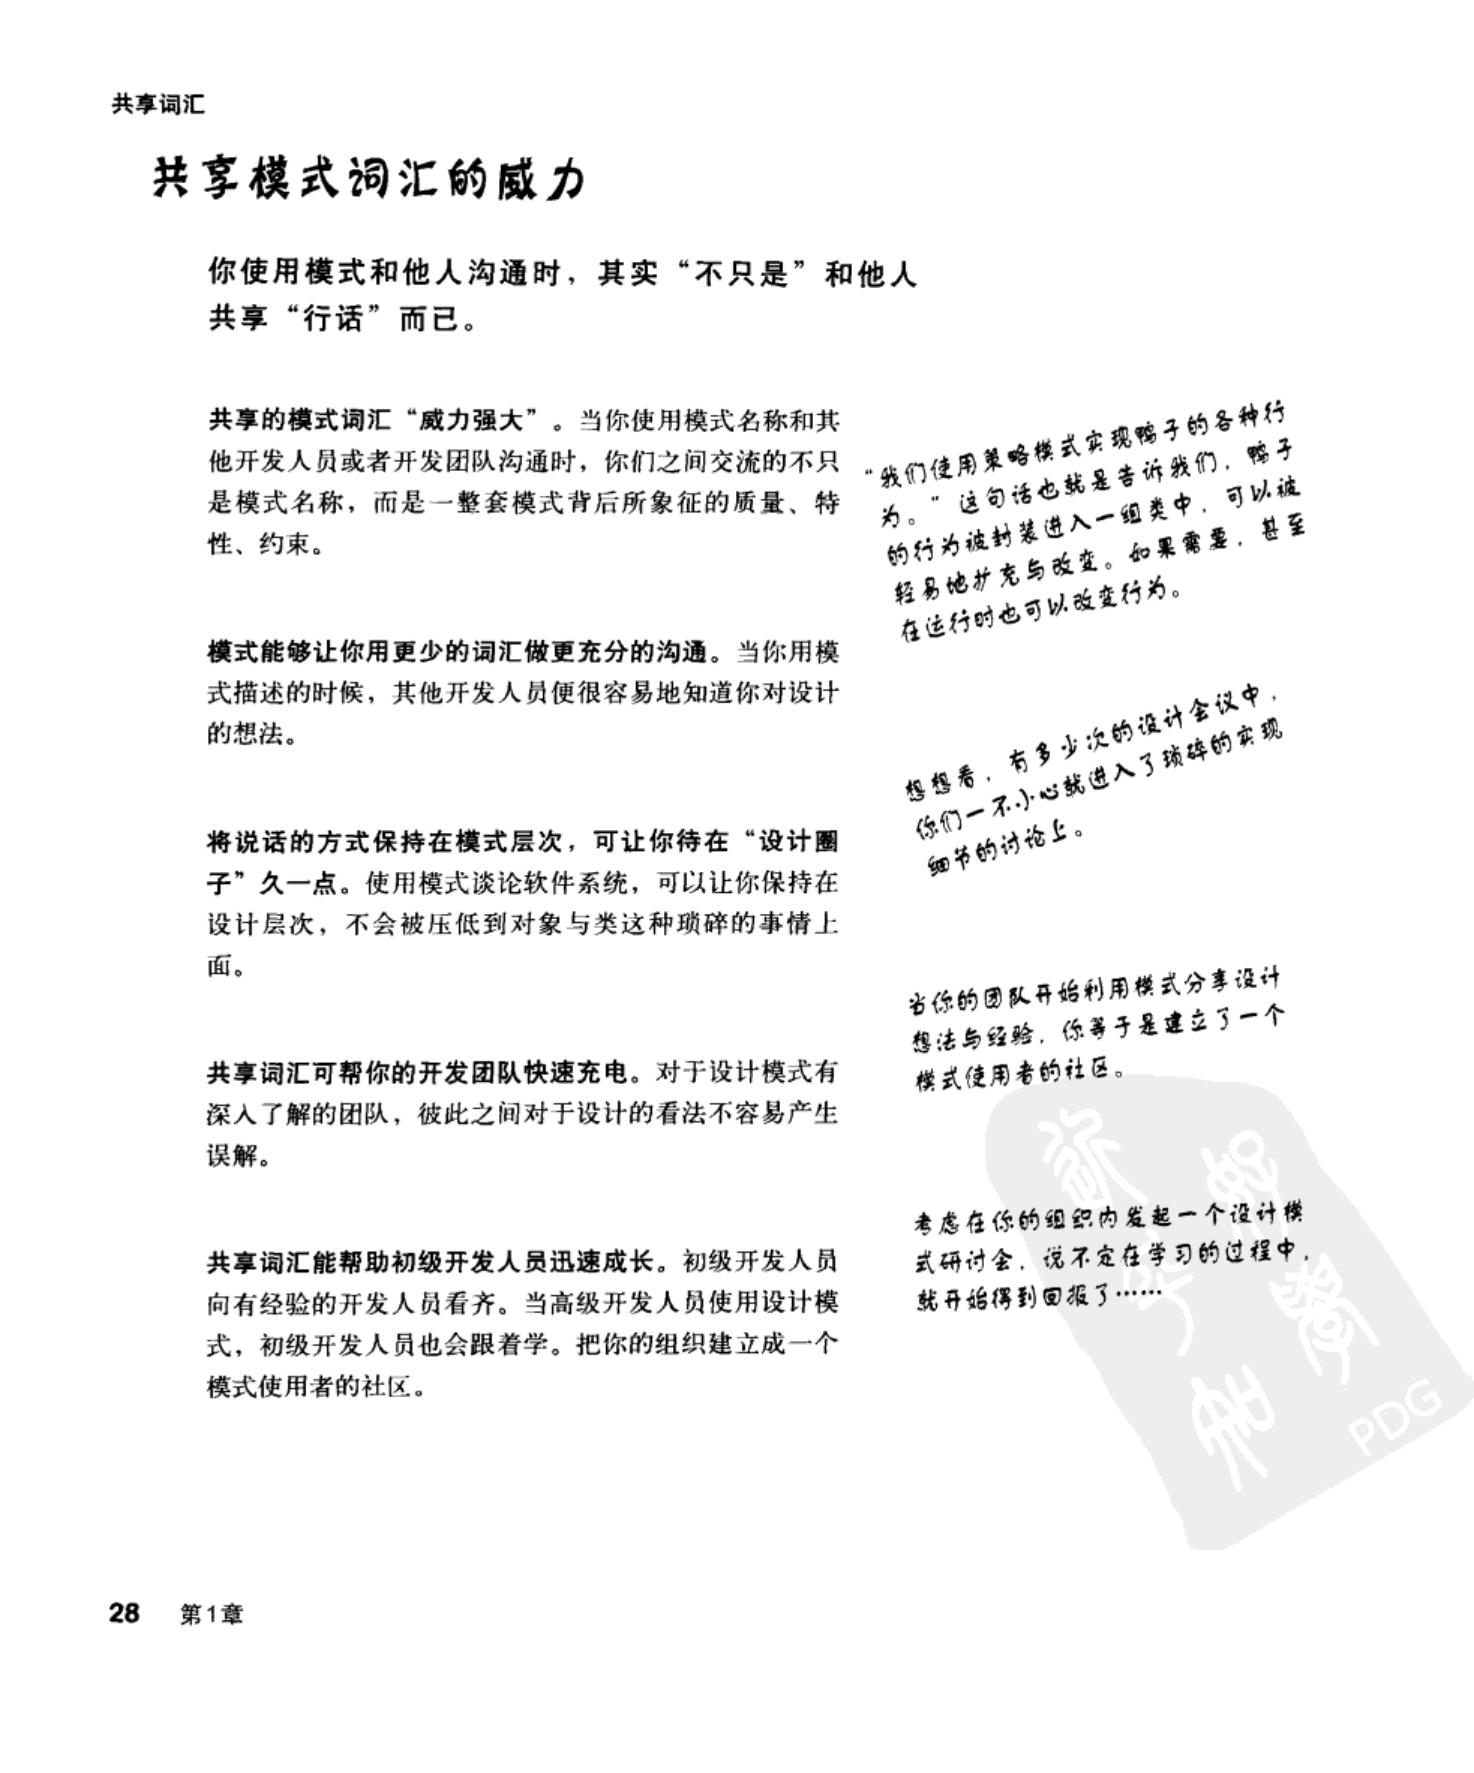 共享词汇
共享模式词汇的威力
你使用模式和他人沟通时，其实“不只是”和他人
共享“行话”而已。
共享的模式词汇“威力强大”。当你使用模式名称和其
他开发人员或者开发团队沟通时，你们之间交流的不只
是模式名称，而是一整套模式背后所象征的质量、特
性、约束。
“我们使用策略模式实现鸭子的各种行
为。”这句话也就是告诉我们，鸭子
的行为被封装进入一组类中，可以被
轻易地扩充与改变。如果需要，甚至
在运行时也可以改变行为。
模式能够让你用更少的词汇做更充分的沟通。当你用模
式描述的时候，其他开发人员便很容易地知道你对设计
的想法。
想想看，有多少次的设计会议中，
你们一不小心就进入了琐碎的实现
细节的讨论上。
将说话的方式保持在模式层次，可让你待在“设计圈
子”久一点。使用模式谈论软件系统，可以让你保持在
设计层次，不会被压低到对象与类这种琐碎的事情上
面。
当你的团队开始利用模式分享设计
想法与经验，你等于是建立了一个
模式使用者的社区。
共享词汇可帮你的开发团队快速充电。对于设计模式有
深入了解的团队，彼此之间对于设计的看法不容易产生
误解。
考虑在你的组织内发起一个设计模
式研讨会，说不定在学习的过程中，
就开始得到回报了……
共享词汇能帮助初级开发人员迅速成长。初级开发人员
向有经验的开发人员看齐。当高级开发人员使用设计模
式，初级开发人员也会跟着学。把你的组织建立成一个
模式使用者的社区。
PDG
28 第1章